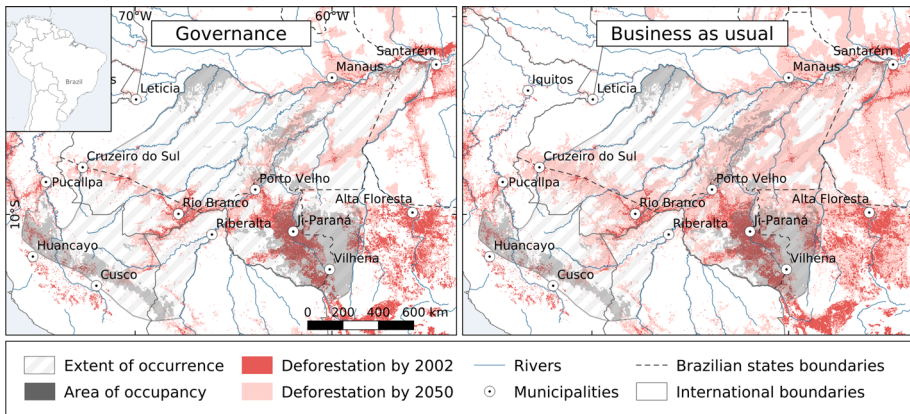 70°W 60°W
Governance
Business as usual
Brazil
s
Santarém
Manaus
Leticia
Cruzeiro do Sul
Pucallpa
Porto Velho
Rio Branco
Alta Floresta
Riberalta
Ji-Paraná
10°S
Huancayo
Vilhena
Cusco
0 200 400 600 km
Santarém
Manaus
Iquitos
Leticia
Cruzeiro do Sul
Pucallpa
Porto Velho
Rio Branco
Alta Floresta
Riberalta
Ji-Paraná
Huancayo
Vilhena
Cusco
Extent of occurrence
Deforestation by 2002
Rivers
Brazilian states boundaries
Area of occupancy
Deforestation by 2050
Municipalities
International boundaries